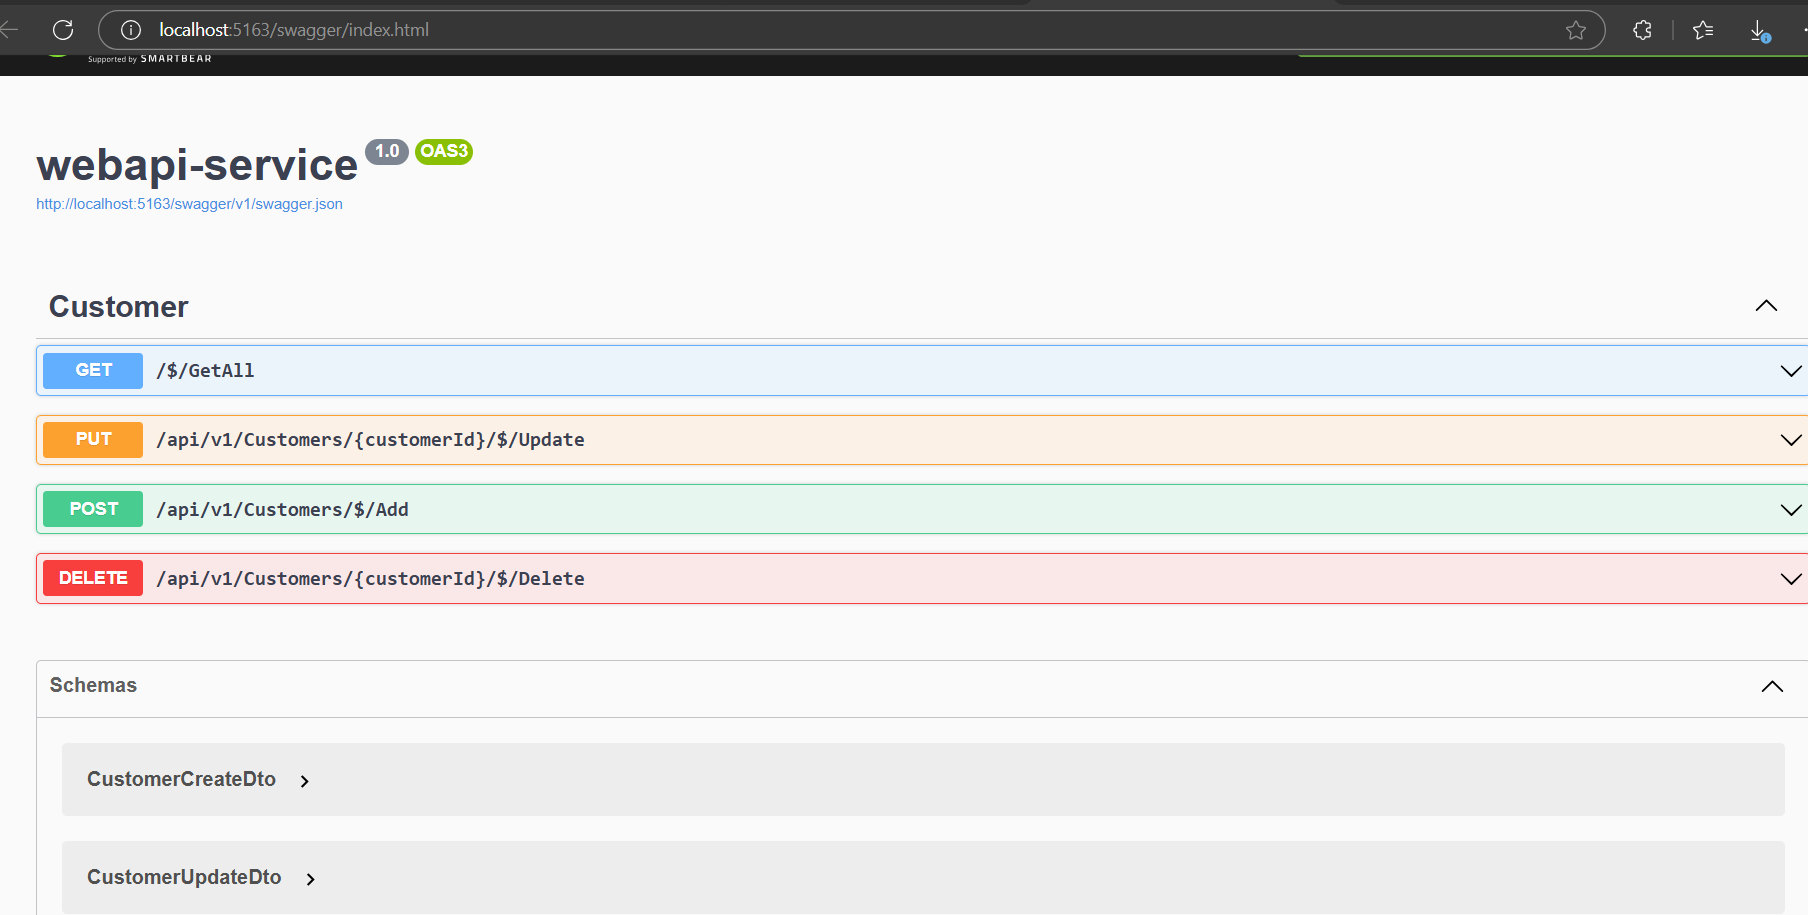 localhost:5163/swagger/index.html
Supported by SMARTBEAR
webapi-service 1.0 OAS3
http://localhost:5163/swagger/v1/swagger.json
Customer
GET /$/GetAll
PUT /api/v1/Customers/{customerId}/$/Update
POST /api/v1/Customers/$/Add
DELETE /api/v1/Customers/{customerId}/$/Delete
Schemas
CustomerCreateDto
CustomerUpdateDto